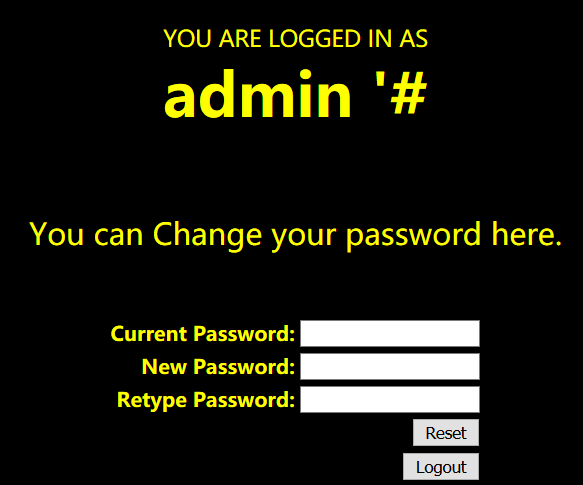 YOU ARE LOGGED IN AS
admin '#
You can Change your password here.
Current Password:
New Password:
Retype Password:
Reset
Logout